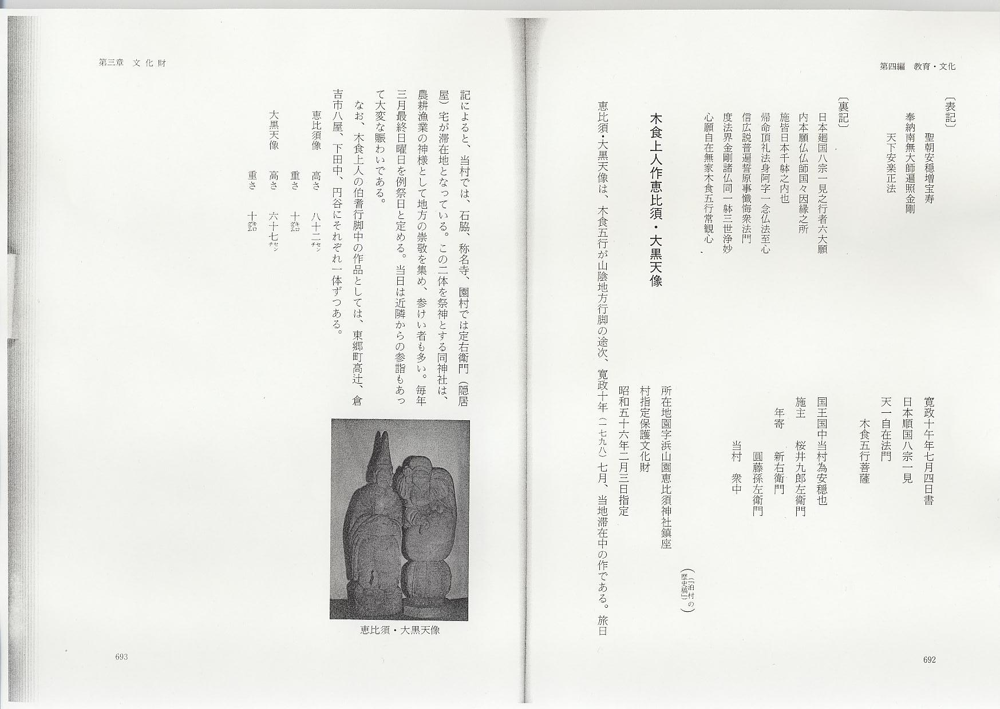 第四編　教育・文化
〔表記〕
聖朝安穏増宝寿
奉納南無大師遍照金剛
天下安楽正法
〔裏記〕
日本廻国八宗一見之行者六大願
内本願仏仏師国々因縁之所
施皆日本千躰之内也
帰命頂礼法身阿字一念仏法至心
信広説普遍誓原事懺悔衆法門
度法界金剛諸仏同一躰三世浄妙
心願自在無家木食五行常観心
寛政十午年七月四日書
日本順国八宗一見
天一自在法門
木食五行菩薩
国王国中当村為安穏也
施主　桜井九郎左衛門
年寄　新右衛門
圓藤孫左衛門
当村　衆中
（（『泊村の歴史稿』））
木食上人作恵比須・大黒天像
所在地園字浜山園恵比須神社鎮座
村指定保護文化財
昭和五十六年二月三日指定
恵比須・大黒天像は、木食五行が山陰地方行脚の途次、寛政十年（一七九八）七月、当地滞在中の作である。旅日
692
第三章　文化財
記によると、当村では、石脇、称名寺、園村では定右衛門（隠居
屋）宅が滞在地となっている。この二体を祭神とする同神社は、
農耕漁業の神様として地方の崇敬を集め、参けい者も多い。毎年
三月最終日曜日を例祭日と定める。当日は近隣からの参詣もあっ
て大変な賑わいである。
なお、木食上人の伯耆行脚中の作品としては、東郷町高辻、倉
吉市八屋、下田中、円谷にそれぞれ一体ずつある。
恵比須像　高さ　八十二センチ
重さ　十キログラム
大黒天像　高さ　六十七センチ
重さ　十キログラム
恵比須・大黒天像
693